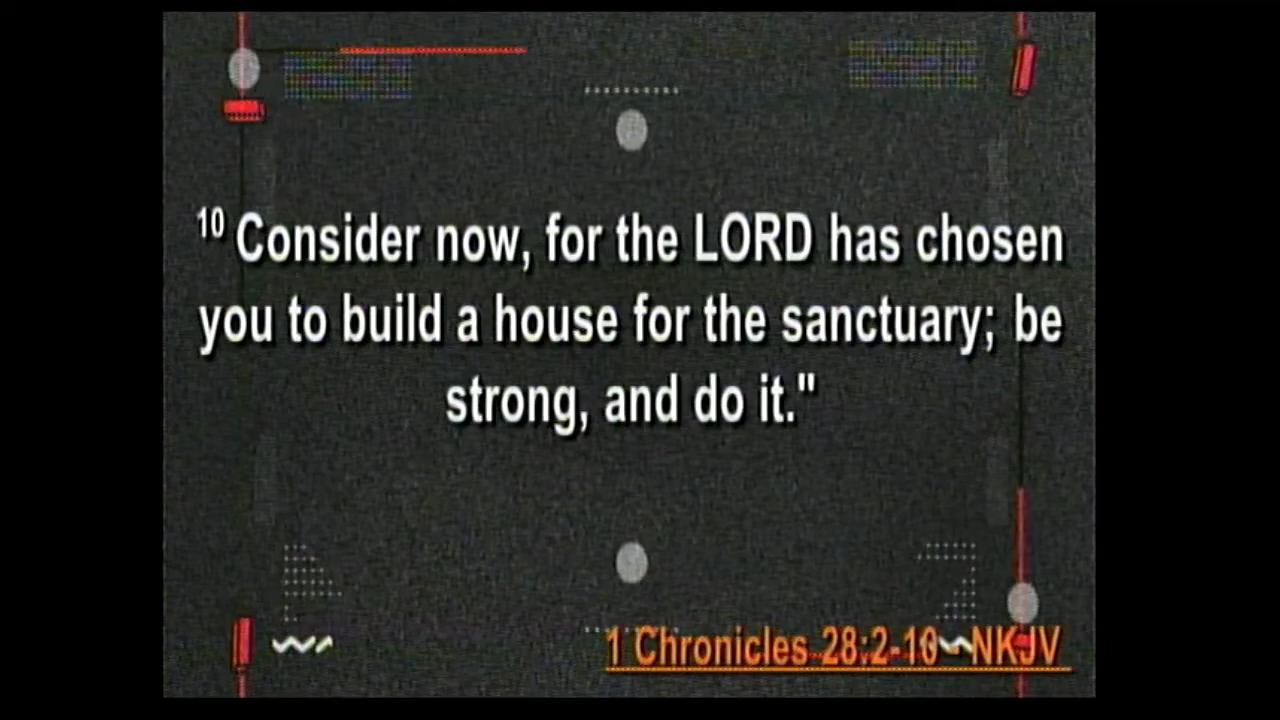 10 Consider now, for the LORD has chosen
you to build a house for the sanctuary; be
strong, and do it."
1 Chronicles 28:2-10 - NKJV